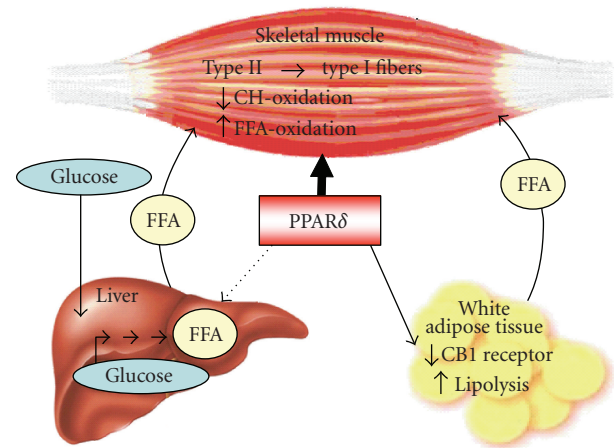 Skeletal muscle
Type II → type I fibers
↓ CH-oxidation
↑ FFA-oxidation
Glucose
FFA
PPARδ
FFA
Liver
FFA
Glucose
White
adipose tissue
↓ CB1 receptor
↑ Lipolysis